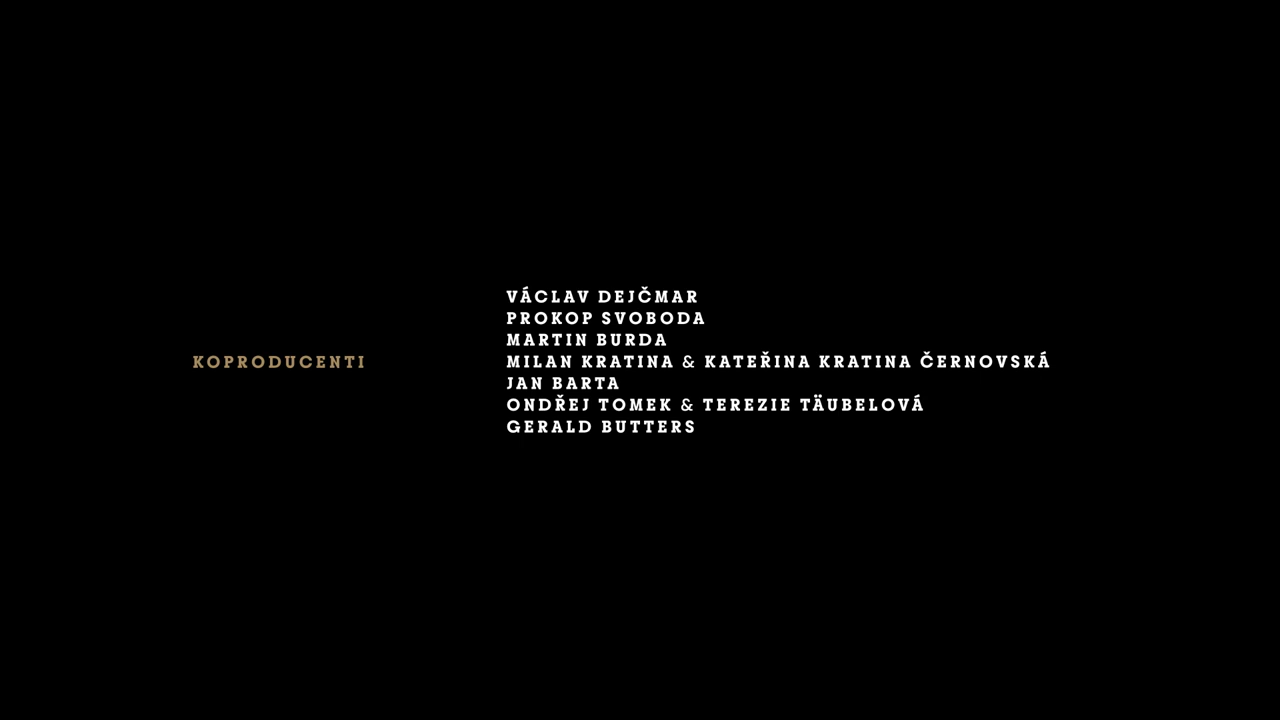 KOPRODUCENTI
VÁCLAV DEJČMAR
PROKOP SVOBODA
MARTIN BURDA
MILAN KRATINA & KATEŘINA KRATINA ČERNOVSKÁ
JAN BARTA
ONDŘEJ TOMEK & TEREZIE TÄUBELOVÁ
GERALD BUTTERS